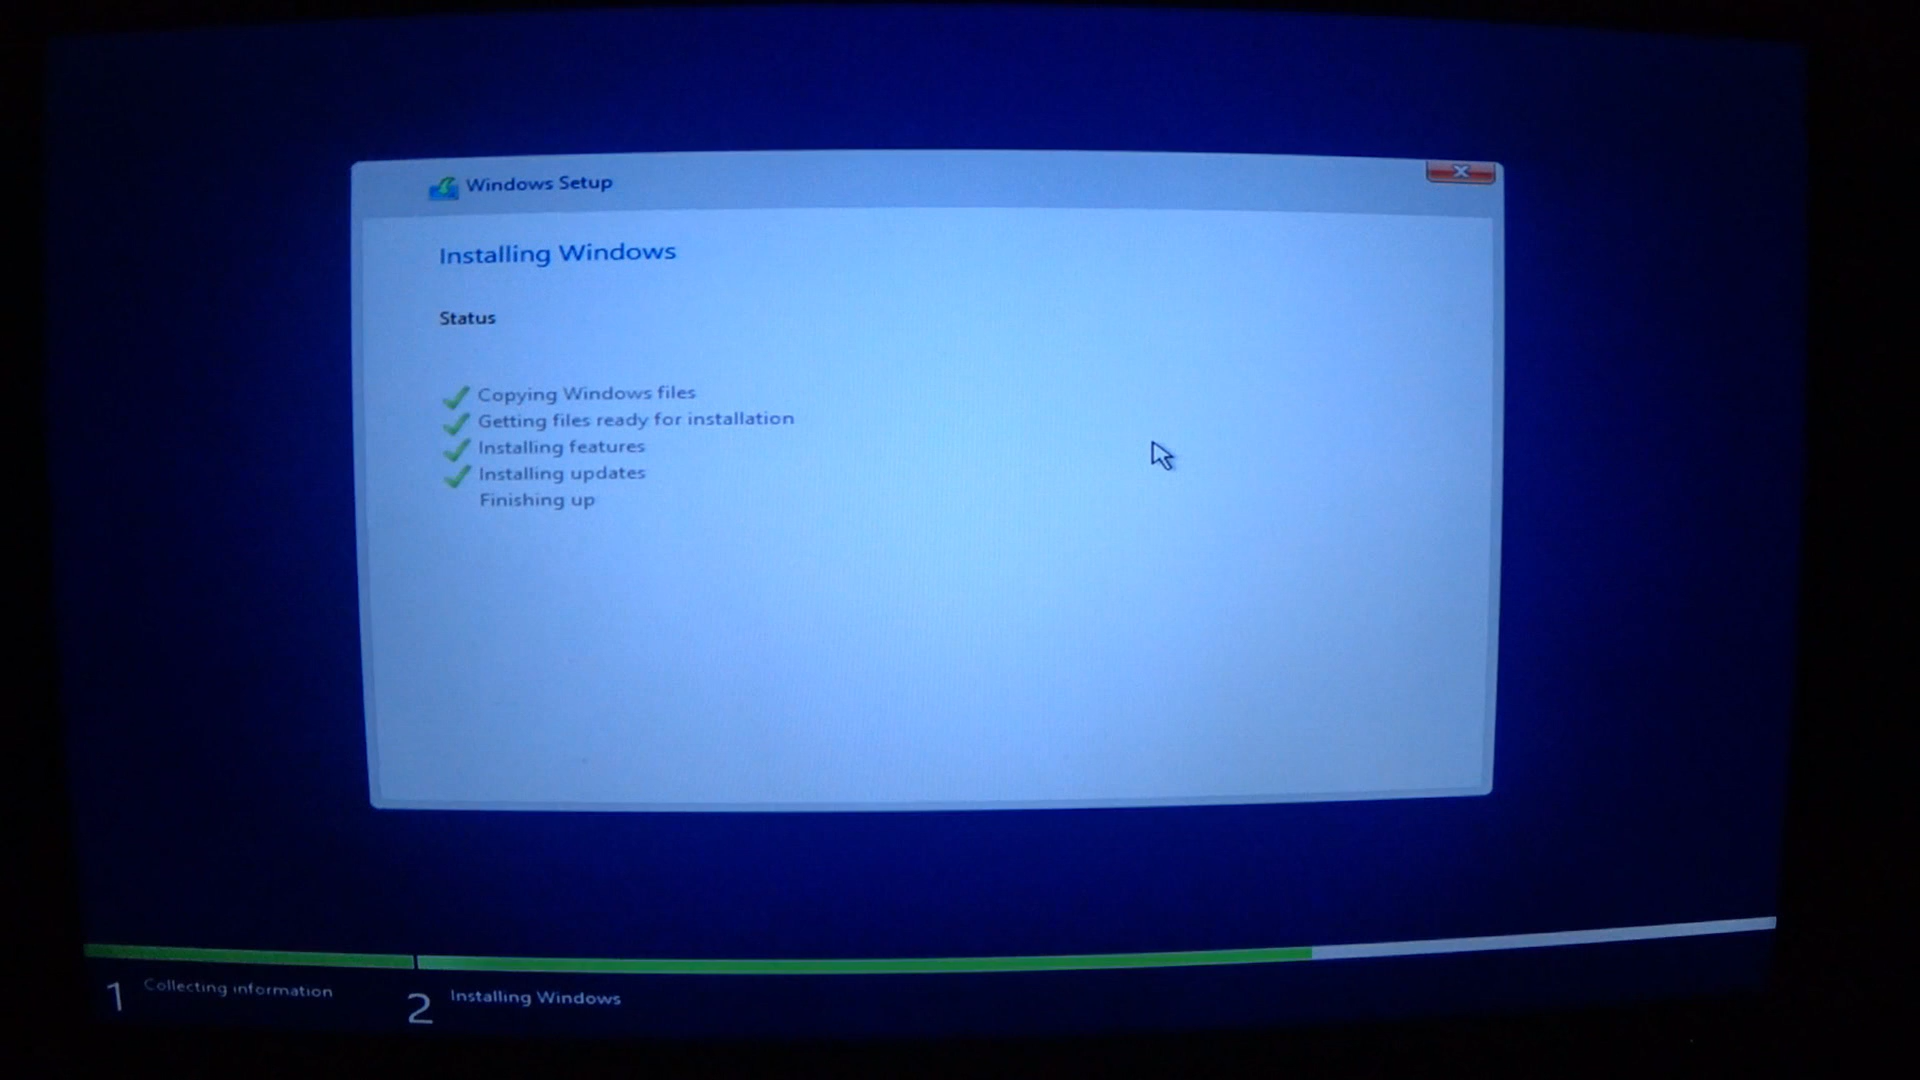 Windows Setup
Installing Windows
Status
Copying Windows files
Getting files ready for installation
Installing features
Installing updates
Finishing up
1 Collecting information
2 Installing Windows